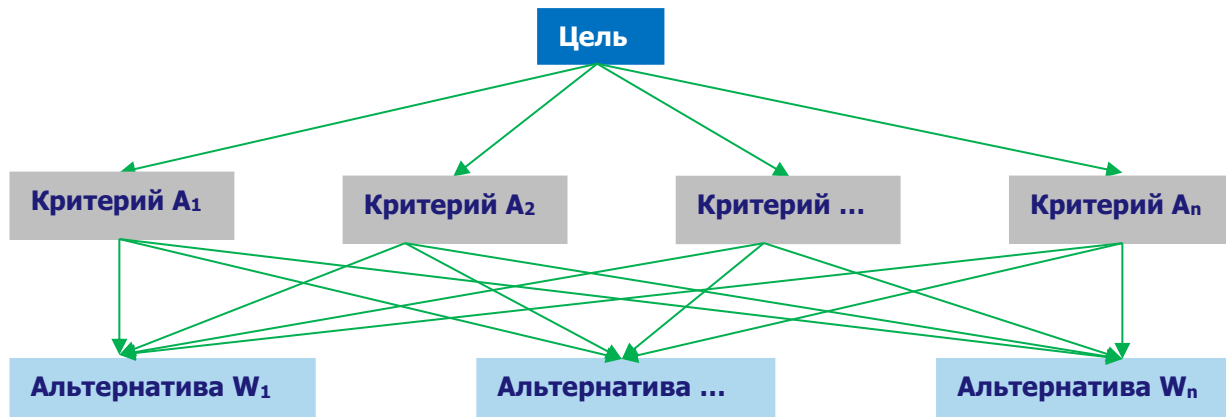 Цель
Критерий A₁
Критерий A₂
Критерий ...
Критерий Aₙ
Альтернатива W₁
Альтернатива ...
Альтернатива Wₙ